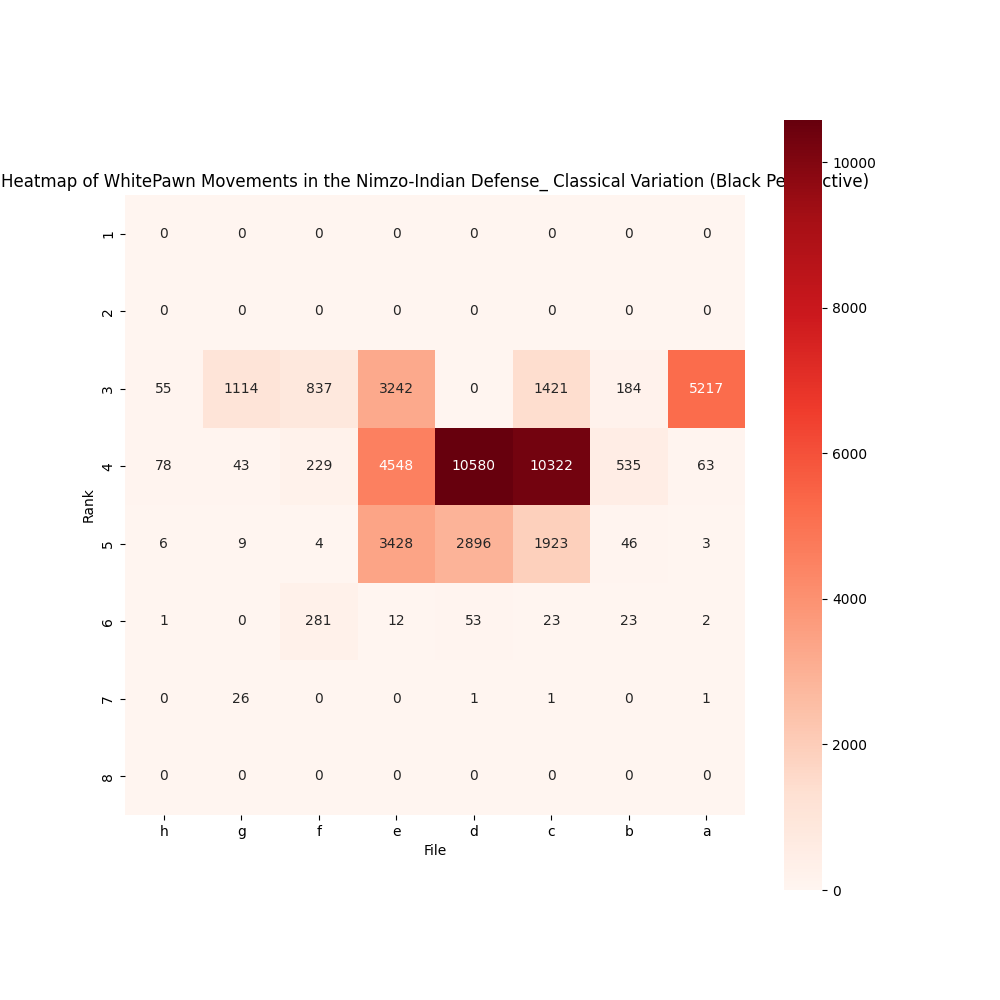 Heatmap of WhitePawn Movements in the Nimzo-Indian Defense_ Classical Variation (Black Pe ctive)
10000
8000
6000
4000
2000
0
Rank
1 0 0 0 0 0 0 0 0
2 0 0 0 0 0 0 0 0
3 55 1114 837 3242 0 1421 184 5217
4 78 43 229 4548 10580 10322 535 63
5 6 9 4 3428 2896 1923 46 3
6 1 0 281 12 53 23 23 2
7 0 26 0 0 1 1 0 1
8 0 0 0 0 0 0 0 0
h g f e d c b a
File